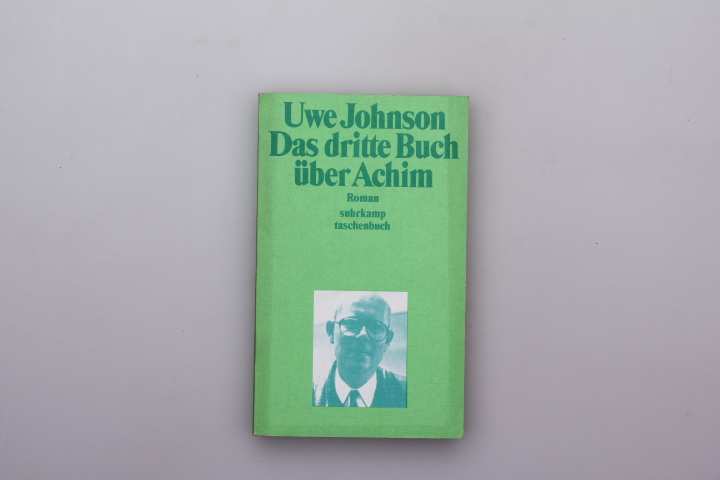 Uwe Johnson
Das dritte Buch
über Achim
Roman
suhrkamp
taschenbuch